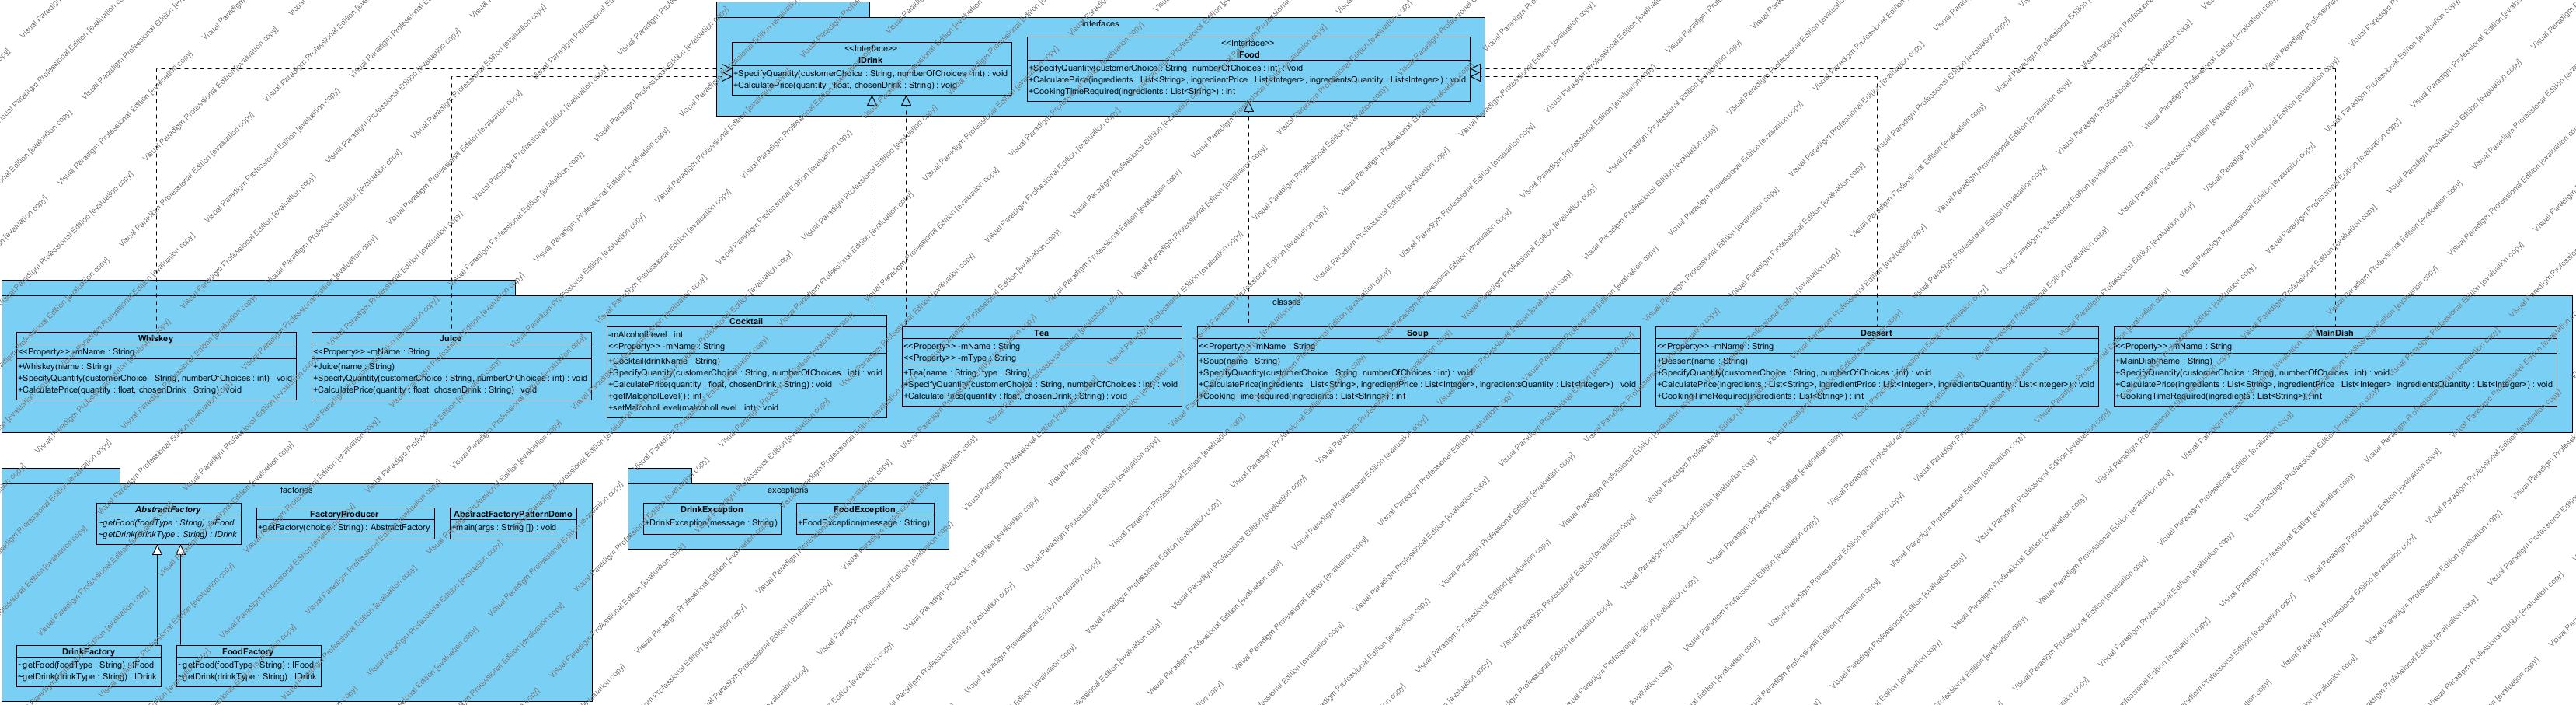 interfaces
<<Interface>>
IDrink
+SpecifyQuantity(customerChoice : String, numberOfChoices : int) : void
+CalculatePrice(quantity : float, chosenDrink : String) : void
<<Interface>>
IFood
+SpecifyQuantity(customerChoice : String, numberOfChoices : int) : void
+CalculatePrice(ingredients : List<String>, ingredientPrice : List<Integer>, ingredientsQuantity : List<Integer>) : void
+CookingTimeRequired(ingredients : List<String>) : int
classes
Whiskey
<<Property>> -mName : String
+Whiskey(name : String)
+SpecifyQuantity(customerChoice : String, numberOfChoices : int) : void
+CalculatePrice(quantity : float, chosenDrink : String) : void
Juice
<<Property>> -mName : String
+Juice(name : String)
+SpecifyQuantity(customerChoice : String, numberOfChoices : int) : void
+CalculatePrice(quantity : float, chosenDrink : String) : void
Cocktail
-mAlcoholLevel : int
<<Property>> -mName : String
+Cocktail(drinkName : String)
+SpecifyQuantity(customerChoice : String, numberOfChoices : int) : void
+CalculatePrice(quantity : float, chosenDrink : String) : void
+getMalcoholLevel() : int
+setMalcoholLevel(malcoholLevel : int) : void
Tea
<<Property>> -mName : String
<<Property>> -mType : String
+Tea(name : String, type : String)
+SpecifyQuantity(customerChoice : String, numberOfChoices : int) : void
+CalculatePrice(quantity : float, chosenDrink : String) : void
Soup
<<Property>> -mName : String
+Soup(name : String)
+SpecifyQuantity(customerChoice : String, numberOfChoices : int) : void
+CalculatePrice(ingredients : List<String>, ingredientPrice : List<Integer>, ingredientsQuantity : List<Integer>) : void
+CookingTimeRequired(ingredients : List<String>) : int
Dessert
<<Property>> -mName : String
+Dessert(name : String)
+SpecifyQuantity(customerChoice : String, numberOfChoices : int) : void
+CalculatePrice(ingredients : List<String>, ingredientPrice : List<Integer>, ingredientsQuantity : List<Integer>) : void
+CookingTimeRequired(ingredients : List<String>) : int
MainDish
<<Property>> -mName : String
+MainDish(name : String)
+SpecifyQuantity(customerChoice : String, numberOfChoices : int) : void
+CalculatePrice(ingredients : List<String>, ingredientPrice : List<Integer>, ingredientsQuantity : List<Integer>) : void
+CookingTimeRequired(ingredients : List<String>) : int
factories
AbstractFactory
~getFood(foodType : String) : IFood
~getDrink(drinkType : String) : IDrink
FactoryProducer
+getFactory(choice : String) : AbstractFactory
AbstractFactoryPatternDemo
+main(args : String []) : void
DrinkFactory
~getFood(foodType : String) : IFood
~getDrink(drinkType : String) : IDrink
FoodFactory
~getFood(foodType : String) : IFood
~getDrink(drinkType : String) : IDrink
exceptions
DrinkException
+DrinkException(message : String)
FoodException
+FoodException(message : String)
Visual Paradigm Professional Edition [evaluation copy]